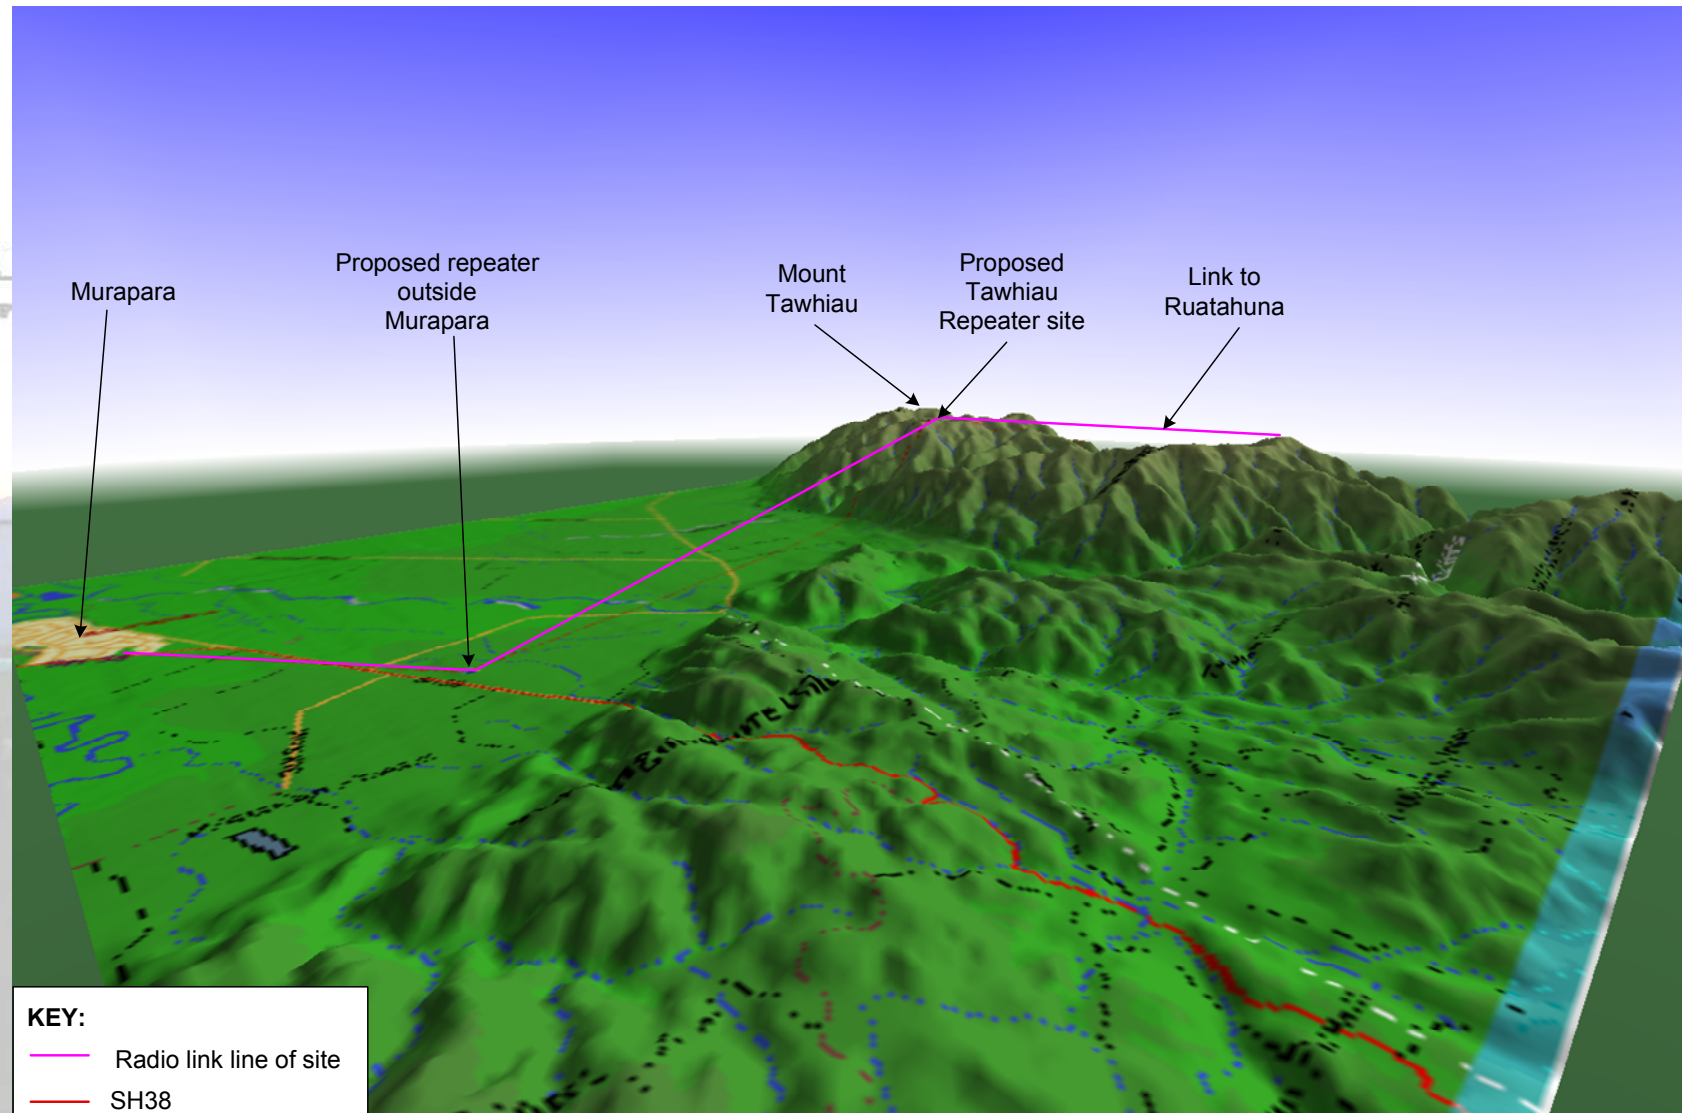 Murapara
Proposed repeater
outside
Murapara
Mount
Tawhiau
Proposed
Tawhiau
Repeater site
Link to
Ruatahuna
KEY:
Radio link line of site
SH38